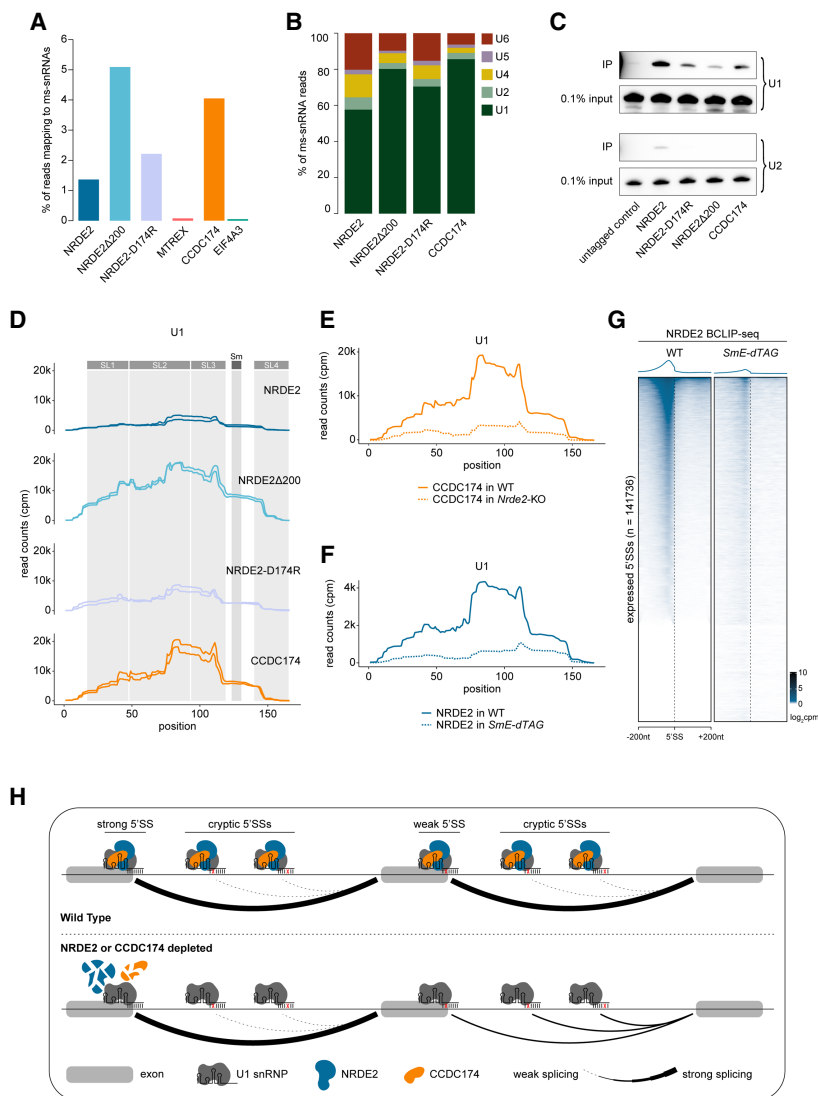 A
% of reads mapping to ms-snRNAs
6
5
4
3
2
1
0
NRDE2
NRDE2Δ200
NRDE2-D174R
MTREX
CCDC174
EIF4A3
B
% of ms-snRNA reads
100
80
60
40
20
0
NRDE2
NRDE2Δ200
NRDE2-D174R
CCDC174
U6
U5
U4
U2
U1
C
IP
0.1% input
U1
IP
0.1% input
U2
untagged control
NRDE2
NRDE2-D174R
NRDE2Δ200
CCDC174
D
U1
SL1
SL2
SL3
Sm
SL4
read counts (cpm)
20k
10k
0
NRDE2
20k
10k
0
NRDE2Δ200
20k
10k
0
NRDE2-D174R
20k
10k
0
CCDC174
0
50
100
150
position
E
U1
read counts (cpm)
20k
10k
0
0
50
100
150
position
CCDC174 in WT
CCDC174 in Nrde2-KO
F
U1
read counts (cpm)
4k
2k
0
0
50
100
150
position
NRDE2 in WT
NRDE2 in SmE-dTAG
G
NRDE2 BCLIP-seq
WT
SmE-dTAG
expressed 5'SSs (n = 141736)
10
5
0
log2cpm
-200nt
5'SS
+200nt
H
strong 5'SS
cryptic 5'SSs
weak 5'SS
cryptic 5'SSs
Wild Type
NRDE2 or CCDC174 depleted
exon
U1 snRNP
NRDE2
CCDC174
weak splicing
strong splicing